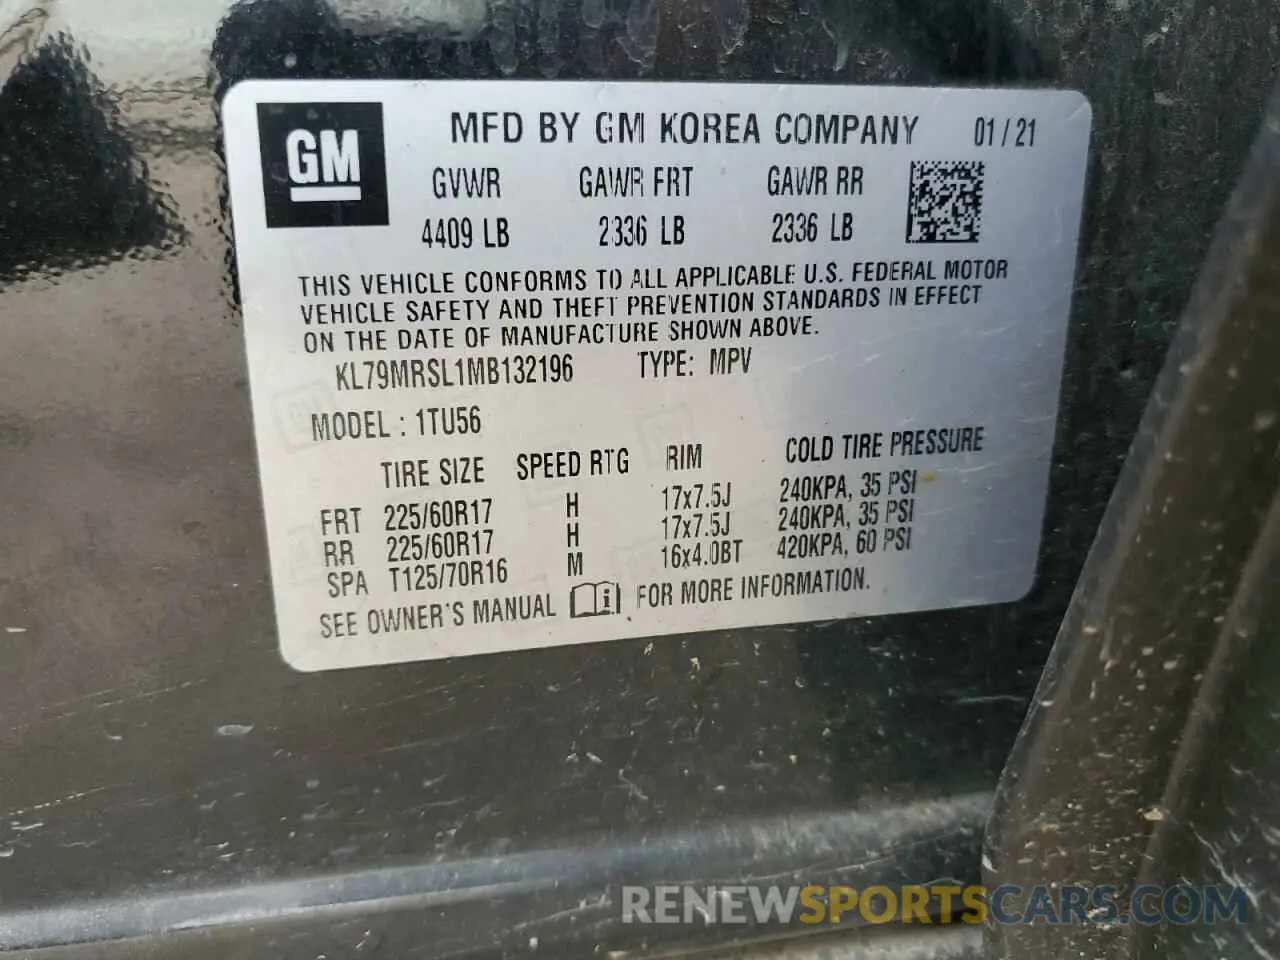 GM
MFD BY GM KOREA COMPANY 01/21
GVWR GAWR FRT GAWR RR
4409 LB 2336 LB 2336 LB
THIS VEHICLE CONFORMS TO ALL APPLICABLE U.S. FEDERAL MOTOR
VEHICLE SAFETY AND THEFT PREVENTION STANDARDS IN EFFECT
ON THE DATE OF MANUFACTURE SHOWN ABOVE.
KL79MRSL1MB132196 TYPE: MPV
MODEL : 1TU56
TIRE SIZE SPEED RTG RIM COLD TIRE PRESSURE
FRT 225/60R17 H 17x7.5J 240KPA, 35 PSI
RR 225/60R17 H 17x7.5J 240KPA, 35 PSI
SPA T125/70R16 M 16x4.0BT 420KPA, 60 PSI
SEE OWNER'S MANUAL i FOR MORE INFORMATION.
RENEWSPORTSCARS.COM